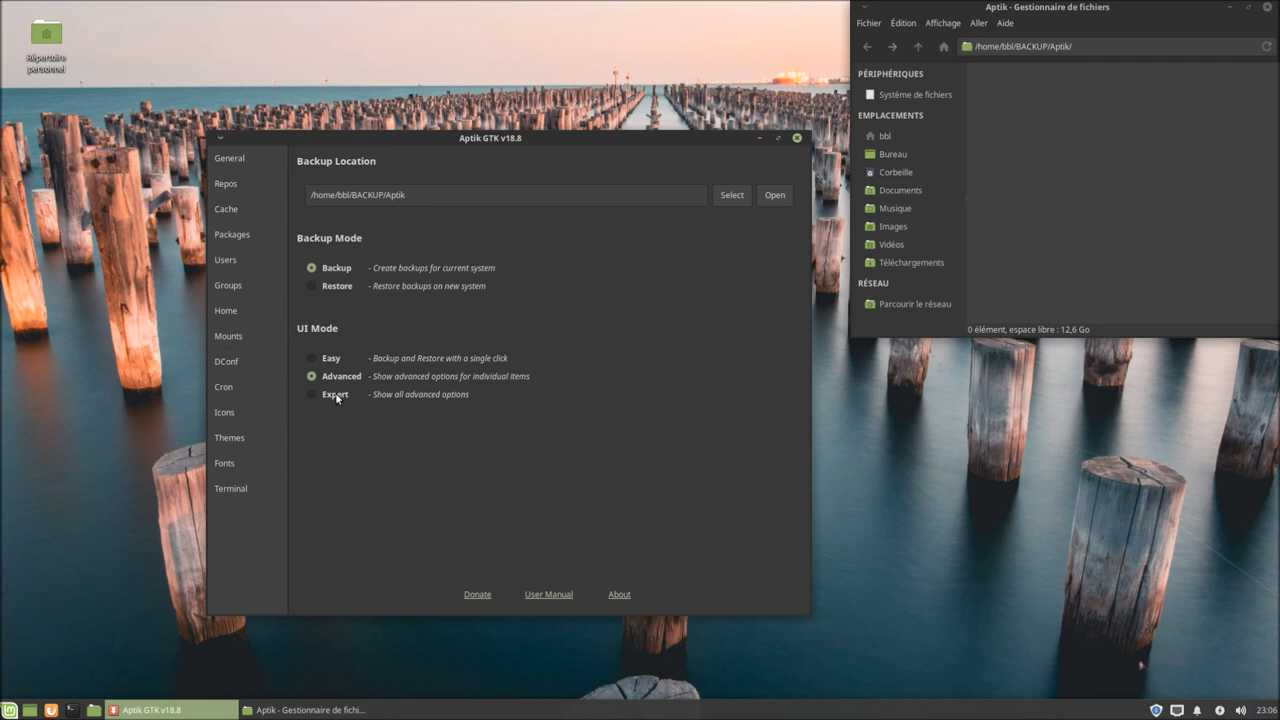 Répertoire
personnel
Aptik - Gestionnaire de fichiers
Fichier Édition Affichage Aller Aide
/home/bbl/BACKUP/Aptik/
PÉRIPHÉRIQUES
Système de fichiers
EMPLACEMENTS
bbl
Bureau
Corbeille
Documents
Musique
Images
Vidéos
Téléchargements
RÉSEAU
Parcourir le réseau
0 élément, espace libre : 12,6 Go
Aptik GTK v18.8
General
Repos
Cache
Packages
Users
Groups
Home
Mounts
DConf
Cron
Icons
Themes
Fonts
Terminal
Backup Location
/home/bbl/BACKUP/Aptik Select Open
Backup Mode
Backup - Create backups for current system
Restore - Restore backups on new system
UI Mode
Easy - Backup and Restore with a single click
Advanced - Show advanced options for individual items
Expert - Show all advanced options
Donate User Manual About
Aptik GTK v18.8 Aptik - Gestionnaire de fichi... 23:06